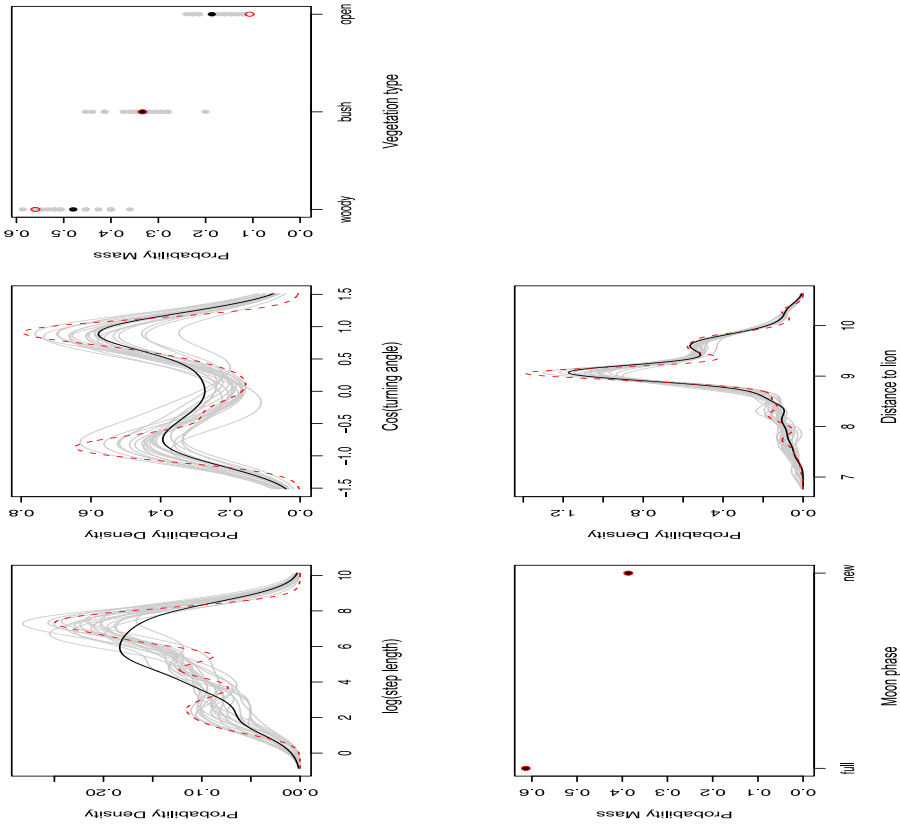 Probability Density
0.00
0.10
0.20
0
2
4
6
8
10
log(step length)
Probability Density
0.0
0.2
0.4
0.6
0.8
-1.5
-1.0
-0.5
0.0
0.5
1.0
1.5
Cos(turning angle)
Probability Mass
0.0
0.1
0.2
0.3
0.4
0.5
0.6
woody
bush
open
Vegetation type
Probability Mass
0.0
0.1
0.2
0.3
0.4
0.6
full
new
Moon phase
Probability Density
0.0
0.4
0.8
1.2
7
8
9
10
Distance to lion